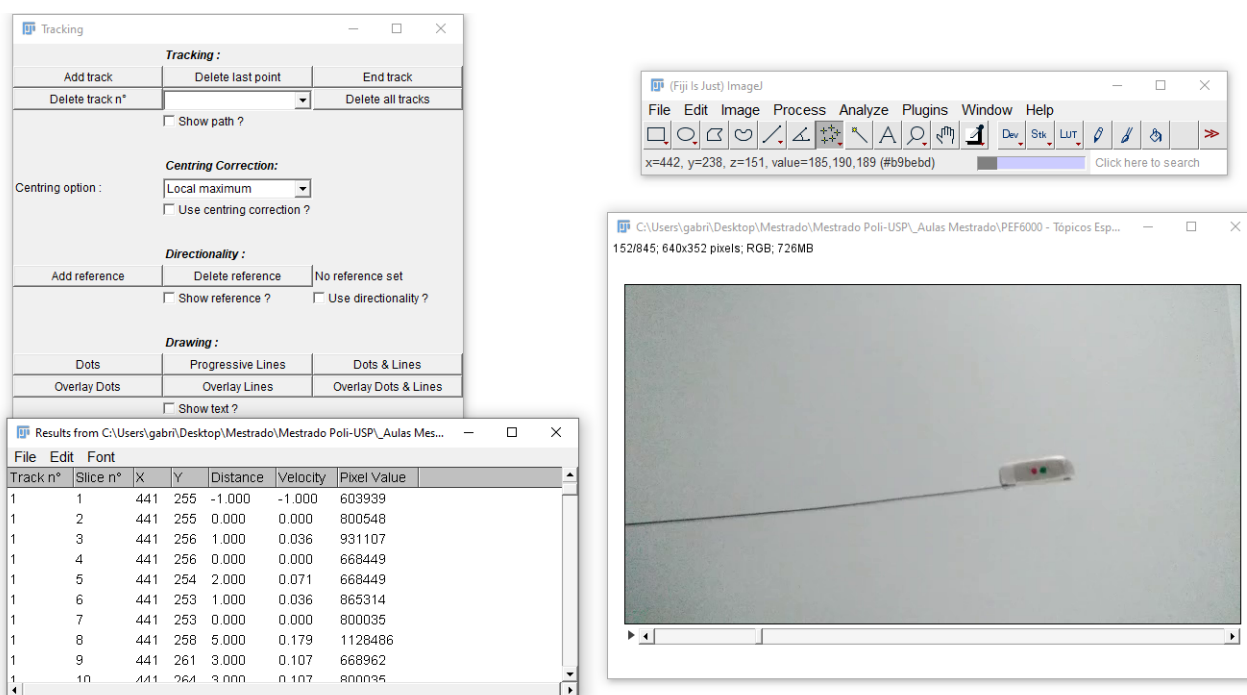 Tracking
Tracking :
Add track Delete last point End track
Delete track n° Delete all tracks
Show path ?
Centring Correction:
Centring option : Local maximum
Use centring correction ?
Directionality :
Add reference Delete reference No reference set
Show reference ? Use directionality ?
Drawing :
Dots Progressive Lines Dots & Lines
Overlay Dots Overlay Lines Overlay Dots & Lines
Show text ?
Results from C:\Users\gabri\Desktop\Mestrado\Mestrado Poli-USP\_Aulas Mes...
File Edit Font
Track n° Slice n° X Y Distance Velocity Pixel Value
1 1 441 255 -1.000 -1.000 603939
1 2 441 255 0.000 0.000 800548
1 3 441 256 1.000 0.036 931107
1 4 441 256 0.000 0.000 668449
1 5 441 254 2.000 0.071 668449
1 6 441 253 1.000 0.036 865314
1 7 441 253 0.000 0.000 800035
1 8 441 258 5.000 0.179 1128486
1 9 441 261 3.000 0.107 668962
1 10 441 264 3.000 0.107 800035
(Fiji Is Just) ImageJ
File Edit Image Process Analyze Plugins Window Help
A Dev Stk LUT >>
x=442, y=238, z=151, value=185,190,189 (#b9bebd) Click here to search
C:\Users\gabri\Desktop\Mestrado\Mestrado Poli-USP\_Aulas Mestrado\PEF6000 - Tópicos Esp...
152/845; 640x352 pixels; RGB; 726MB